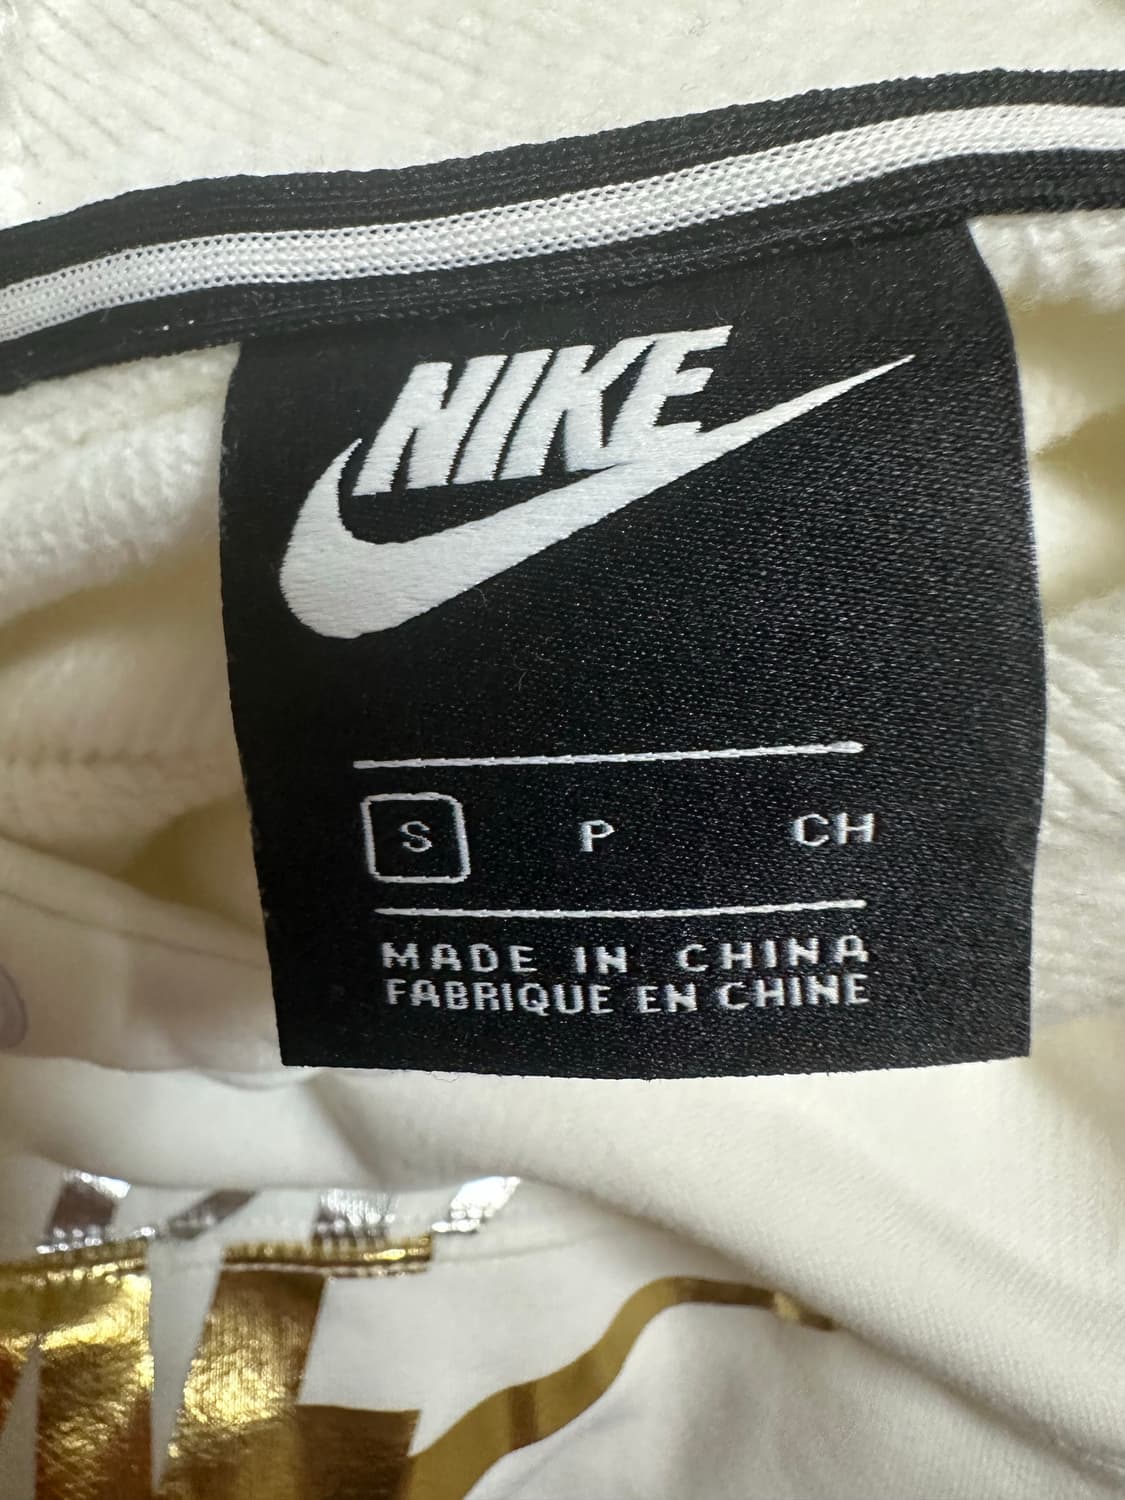 NIKE
S P CH
MADE IN CHINA
FABRIQUE EN CHINE